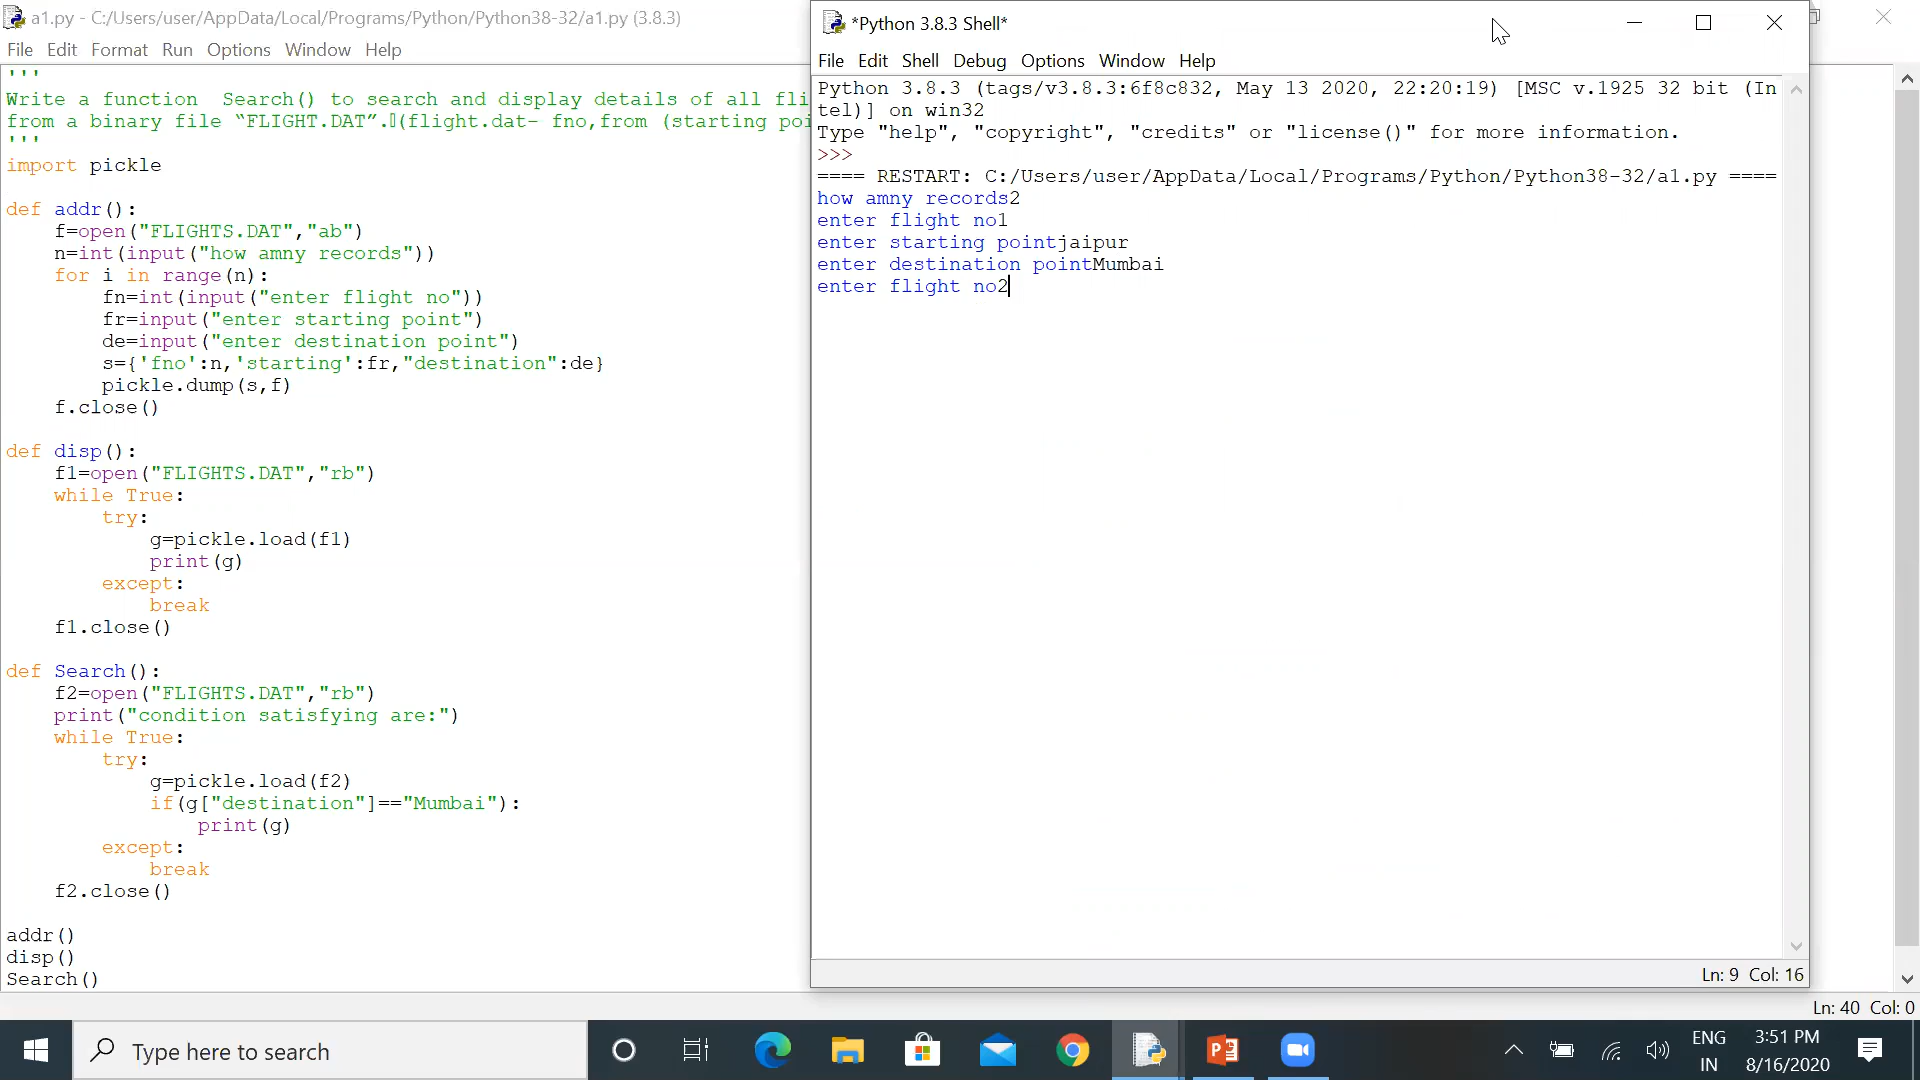 a1.py - C:/Users/user/AppData/Local/Programs/Python/Python38-32/a1.py (3.8.3)
File Edit Format Run Options Window Help
'''
Write a function  Search() to search and display details of all fli
from a binary file “FLIGHT.DAT”.▯(flight.dat- fno,from (starting poi
'''
import pickle
def addr():
    f=open("FLIGHTS.DAT","ab")
    n=int(input("how amny records"))
    for i in range(n):
        fn=int(input("enter flight no"))
        fr=input("enter starting point")
        de=input("enter destination point")
        s={'fno':n,'starting':fr,"destination":de}
        pickle.dump(s,f)
    f.close()
def disp():
    f1=open("FLIGHTS.DAT","rb")
    while True:
        try:
            g=pickle.load(f1)
            print(g)
        except:
            break
    f1.close()
def Search():
    f2=open("FLIGHTS.DAT","rb")
    print("condition satisfying are:")
    while True:
        try:
            g=pickle.load(f2)
            if(g["destination"]=="Mumbai"):
                print(g)
        except:
            break
    f2.close()
addr()
disp()
Search()
*Python 3.8.3 Shell*
File Edit Shell Debug Options Window Help
Python 3.8.3 (tags/v3.8.3:6f8c832, May 13 2020, 22:20:19) [MSC v.1925 32 bit (In
tel)] on win32
Type "help", "copyright", "credits" or "license()" for more information.
>>>
==== RESTART: C:/Users/user/AppData/Local/Programs/Python/Python38-32/a1.py ====
how amny records2
enter flight no1
enter starting pointjaipur
enter destination pointMumbai
enter flight no2
Ln: 9 Col: 16
Ln: 40 Col: 0
Type here to search
ENG
IN
3:51 PM
8/16/2020